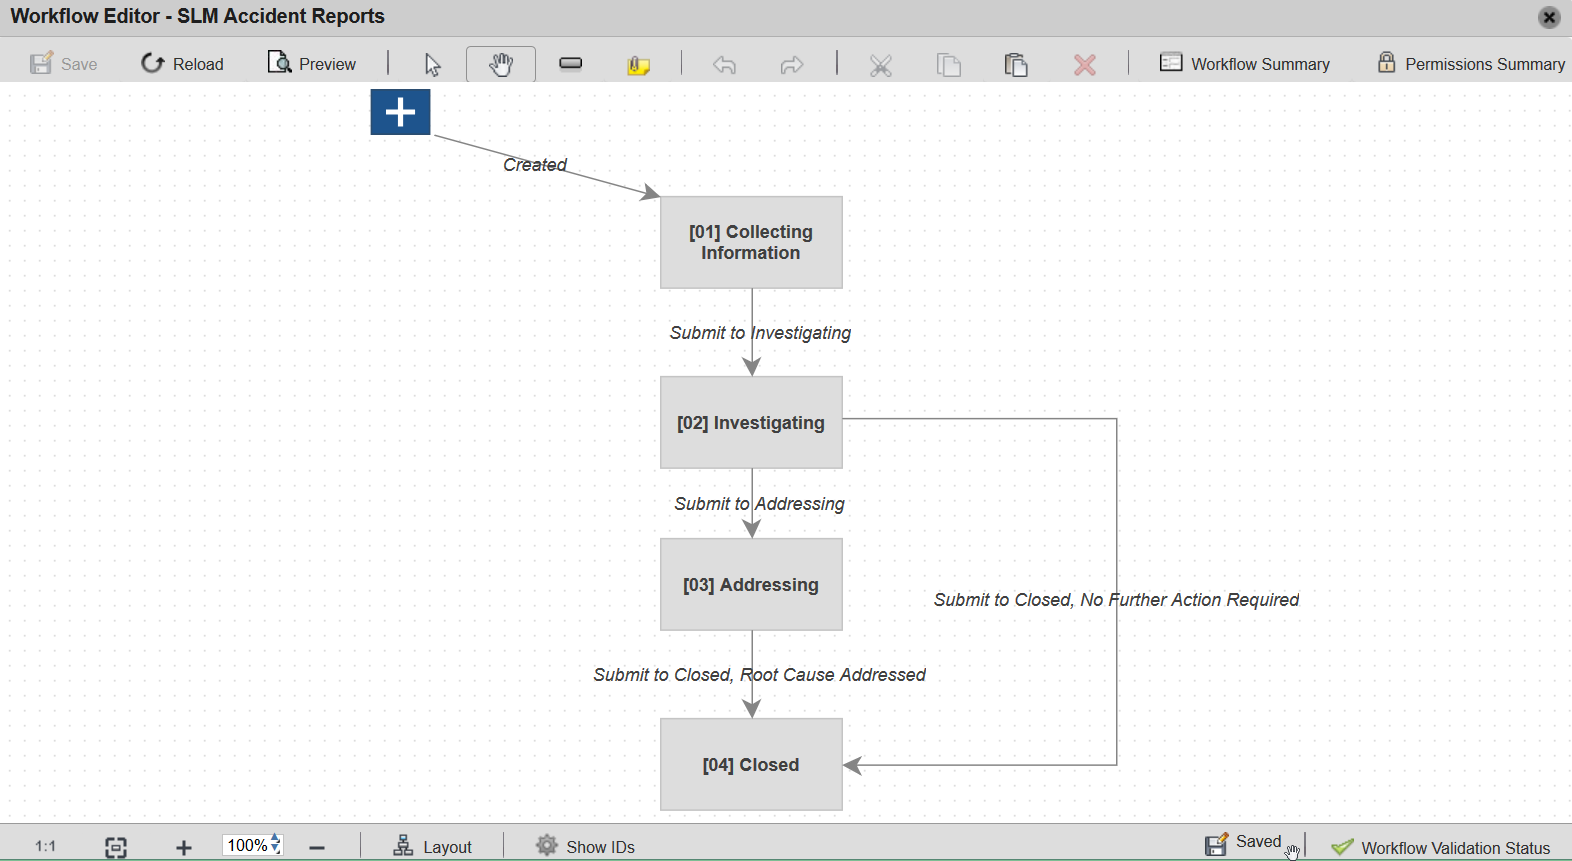 Workflow Editor - SLM Accident Reports
Save Reload Preview Workflow Summary Permissions Summary
Created
[01] Collecting
Information
Submit to Investigating
[02] Investigating
Submit to Addressing
[03] Addressing
Submit to Closed, No Further Action Required
Submit to Closed, Root Cause Addressed
[04] Closed
1:1 100% Layout Show IDs Saved Workflow Validation Status